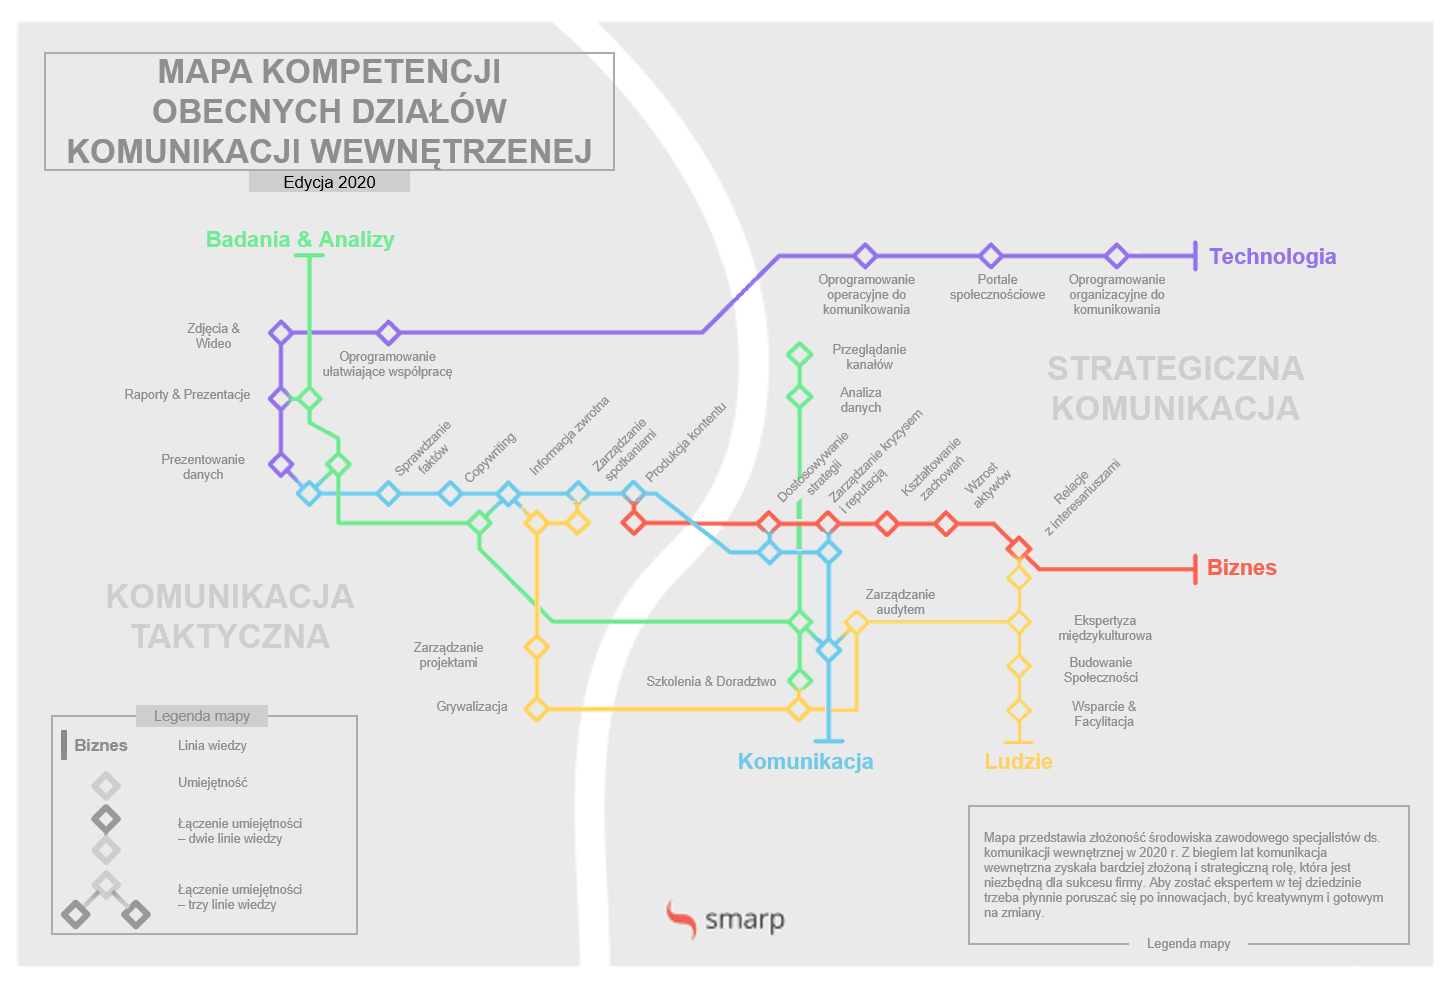 MAPA KOMPETENCJI
OBECNYCH DZIAŁÓW
KOMUNIKACJI WEWNĘTRZENEJ
Edycja 2020
Badania & Analizy
Technologia
Oprogramowanie
operacyjne do
komunikowania
Portale
społecznościowe
Oprogramowanie
organizacyjne do
komunikowania
Zdjęcia &
Wideo
Oprogramowanie
ułatwiające współpracę
Przeglądanie
kanałów
Analiza
danych
STRATEGICZNA
KOMUNIKACJA
Raporty & Prezentacje
Prezentowanie
danych
Sprawdzanie
faktów
Copywriting
Informacja zwrotna
Zarządzanie
spotkaniami
Produkcja kontentu
Dostosowywanie
strategii
Zarządzanie kryzysem
i reputacją
Kształtowanie
zachowań
Wzrost
aktywów
Relacje
z interesariuszami
Biznes
KOMUNIKACJA
TAKTYCZNA
Zarządzanie
audytem
Ekspertyza
międzykulturowa
Zarządzanie
projektami
Budowanie
Społeczności
Szkolenia & Doradztwo
Grywalizacja
Wsparcie &
Facylitacja
Komunikacja
Ludzie
Legenda mapy
Biznes
Linia wiedzy
Umiejętność
Łączenie umiejętności
– dwie linie wiedzy
Łączenie umiejętności
– trzy linie wiedzy
smarp
Mapa przedstawia złożoność środowiska zawodowego specjalistów ds.
komunikacji wewnętrznej w 2020 r. Z biegiem lat komunikacja
wewnętrzna zyskała bardziej złożoną i strategiczną rolę, która jest
niezbędną dla sukcesu firmy. Aby zostać ekspertem w tej dziedzinie
trzeba płynnie poruszać się po innowacjach, być kreatywnym i gotowym
na zmiany.
Legenda mapy